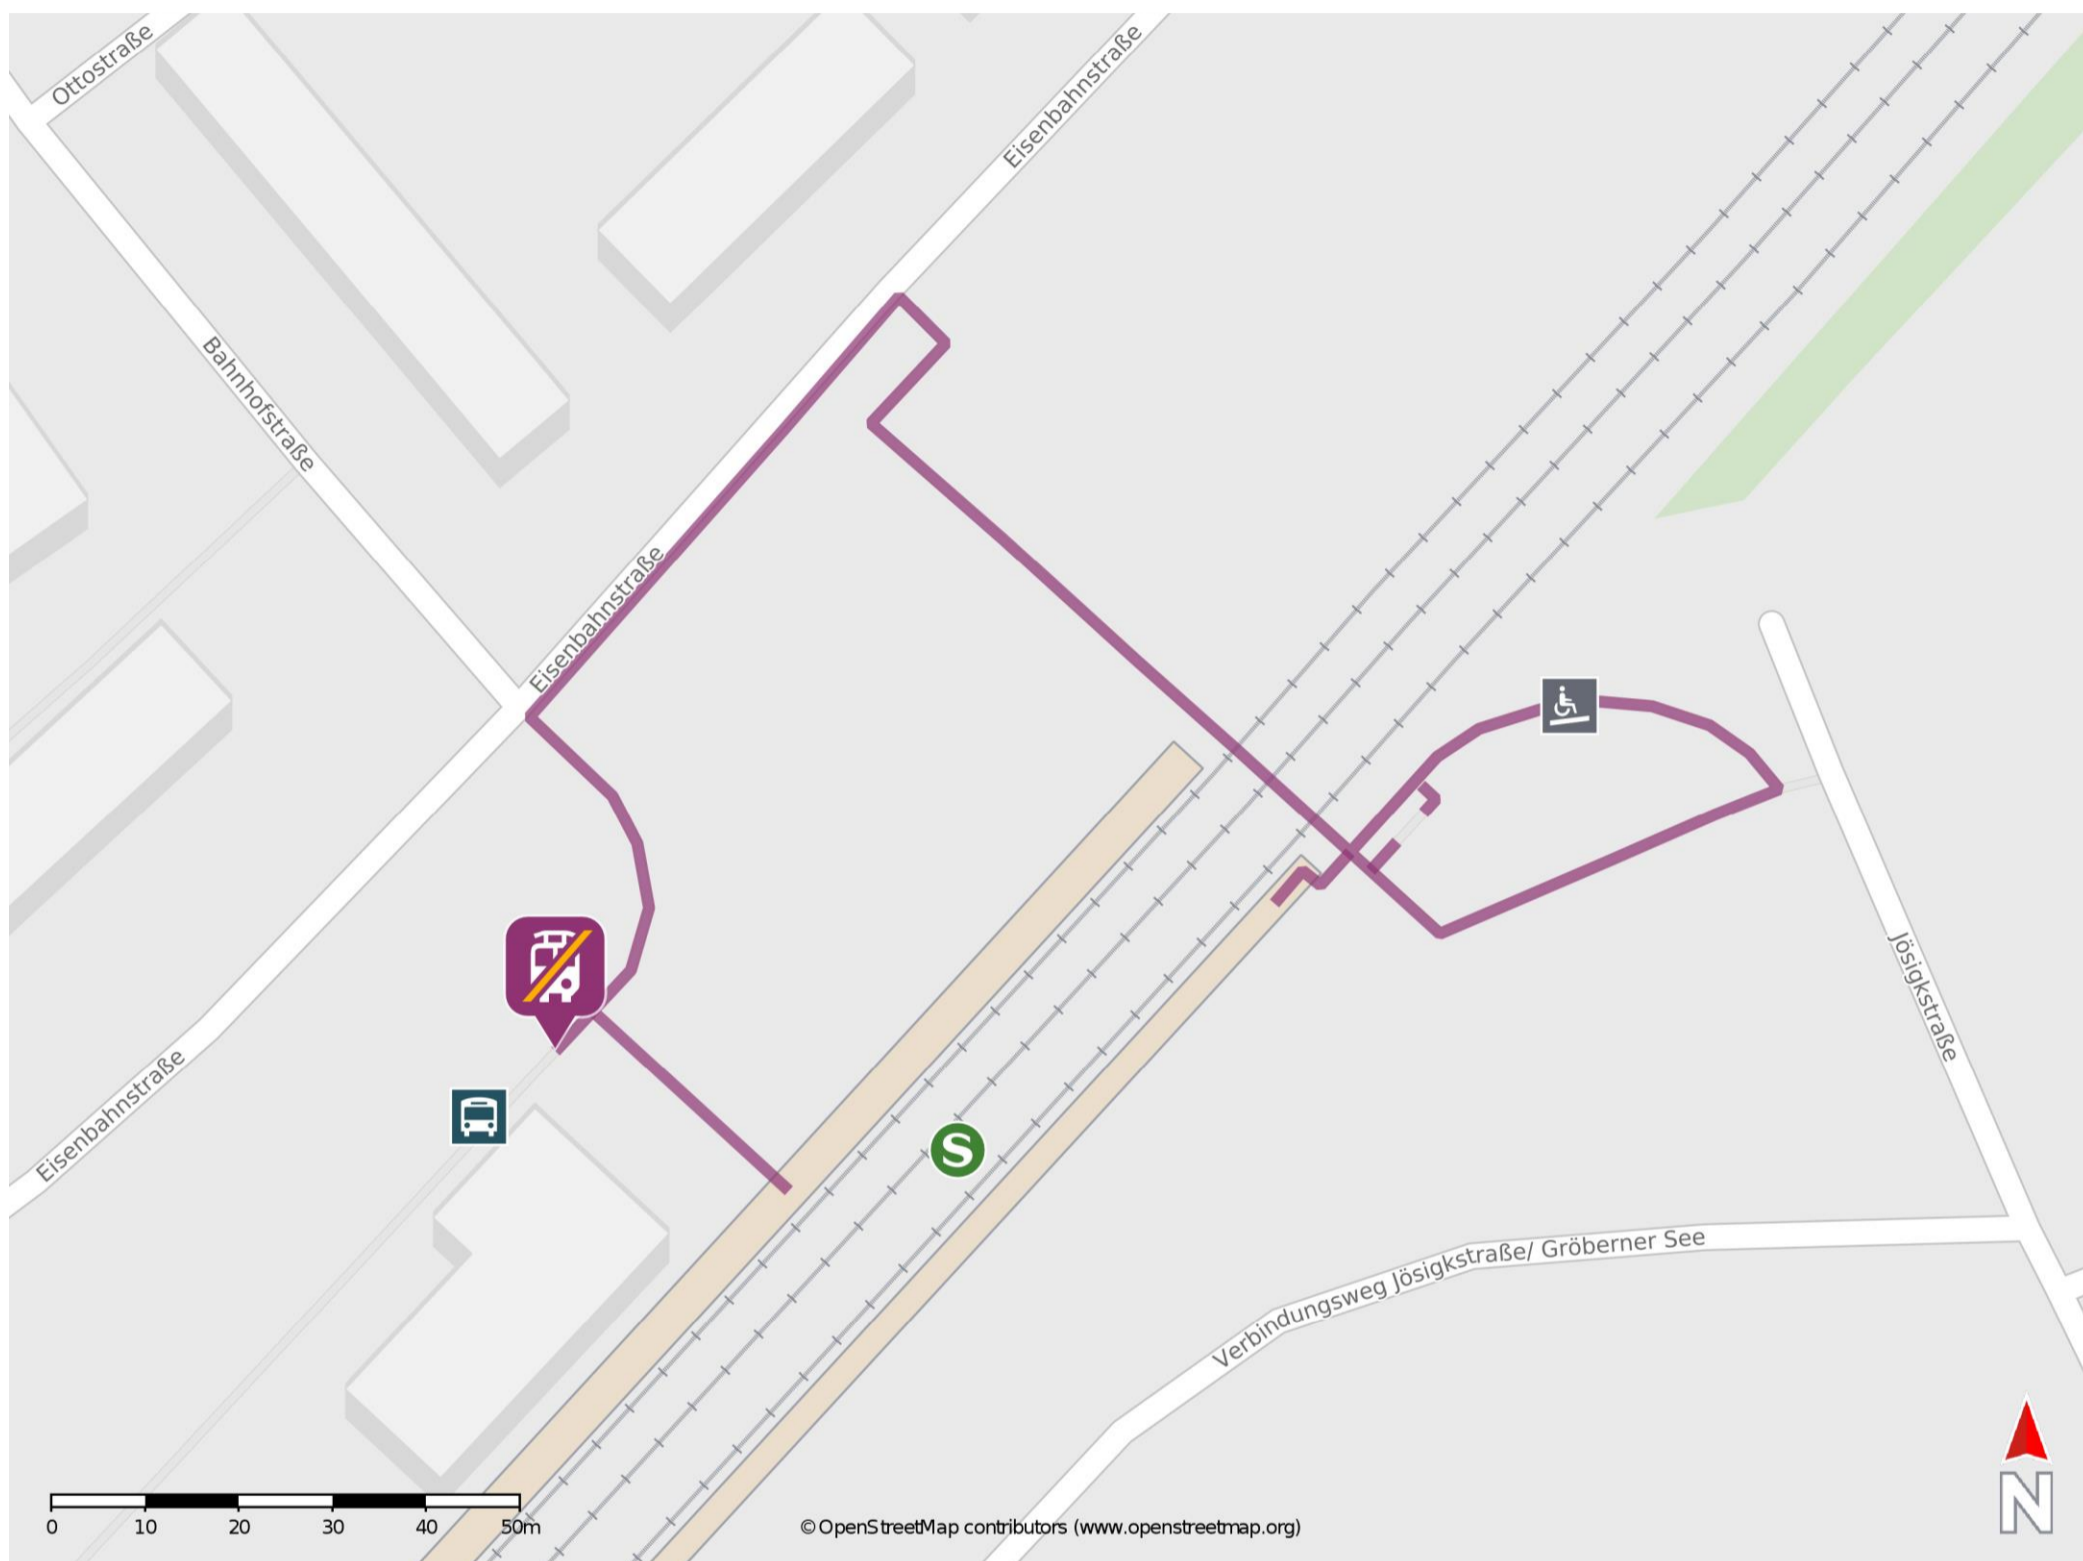 Ottostraße
Eisenbahnstraße
Bahnhofstraße
Eisenbahnstraße
Jösigkstraße
Eisenbahnstraße
S
Verbindungsweg Jösigkstraße/ Gröberner See
0 10 20 30 40 50m
© OpenStreetMap contributors (www.openstreetmap.org)
N